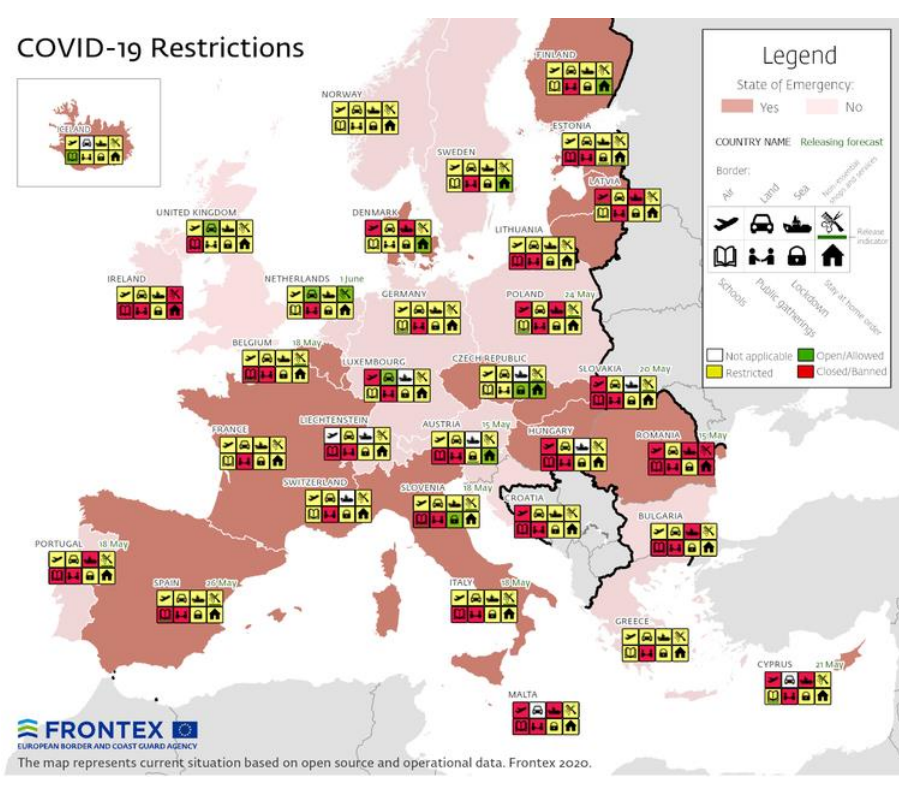 COVID-19 Restrictions
Legend
State of Emergency:
Yes
No
COUNTRY NAME
Releasing forecast
Border:
Air
Land
Sea
Non-essential
shops and services
Release
indicator
Schools
Public gatherings
Lockdown
Stay at home order
Not applicable
Open/Allowed
Restricted
Closed/Banned
ICELAND
FINLAND
NORWAY
ESTONIA
SWEDEN
LATVIA
UNITED KINGDOM
DENMARK
LITHUANIA
IRELAND
NETHERLANDS 1 June
GERMANY
POLAND 24 May
BELGIUM 18 May
LUXEMBOURG
CZECH REPUBLIC
SLOVAKIA 20 May
FRANCE
LIECHTENSTEIN
AUSTRIA 15 May
HUNGARY
ROMANIA 15 May
SWITZERLAND
SLOVENIA 18 May
CROATIA
BULGARIA
PORTUGAL 18 May
SPAIN 26 May
ITALY 18 May
GREECE
CYPRUS 21 May
MALTA
FRONTEX
EUROPEAN BORDER AND COAST GUARD AGENCY
The map represents current situation based on open source and operational data. Frontex 2020.